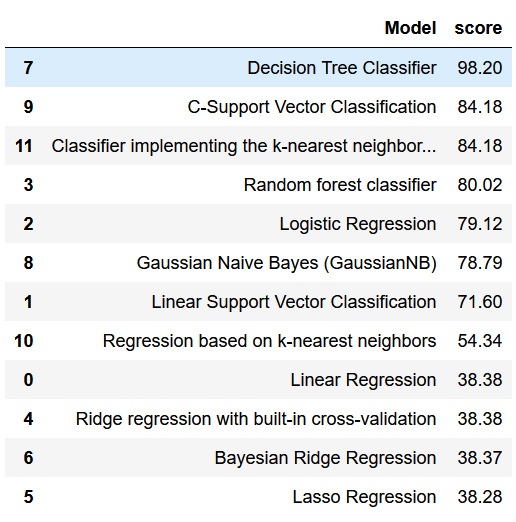 Model score
7 Decision Tree Classifier 98.20
9 C-Support Vector Classification 84.18
11 Classifier implementing the k-nearest neighbor... 84.18
3 Random forest classifier 80.02
2 Logistic Regression 79.12
8 Gaussian Naive Bayes (GaussianNB) 78.79
1 Linear Support Vector Classification 71.60
10 Regression based on k-nearest neighbors 54.34
0 Linear Regression 38.38
4 Ridge regression with built-in cross-validation 38.38
6 Bayesian Ridge Regression 38.37
5 Lasso Regression 38.28